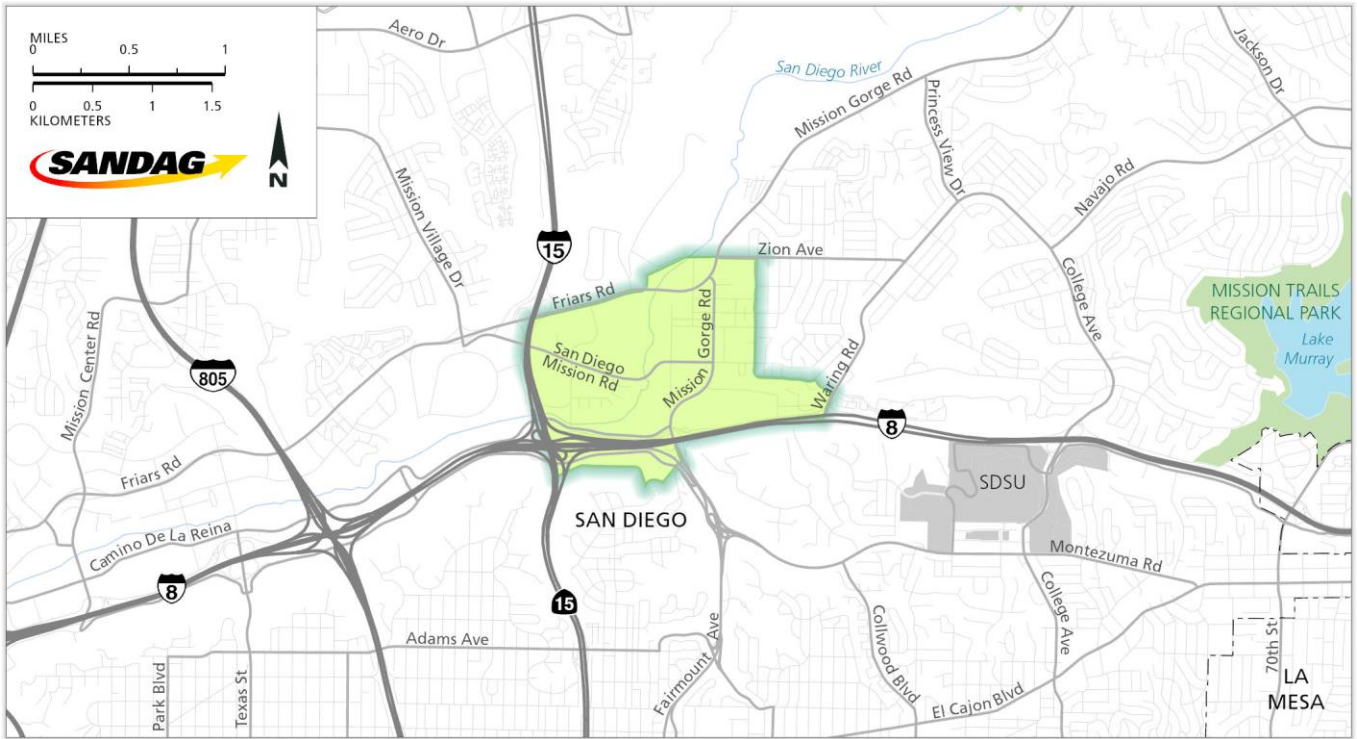 MILES
0 0.5 1
0 0.5 1 1.5
KILOMETERS
SANDAG
N
Aero Dr
San Diego River
Mission Gorge Rd
Jackson Dr
Princess View Dr
Navajo Rd
Mission Village Dr
15
Zion Ave
Friars Rd
College Ave
MISSION TRAILS
REGIONAL PARK
Lake
Murray
Mission Center Rd
805
San Diego
Mission Rd
Mission Gorge Rd
Waring Rd
8
Friars Rd
SDSU
SAN DIEGO
Camino De La Reina
Montezuma Rd
8
15
College Ave
Adams Ave
Fairmount Ave
Collwood Blvd
70th St
Park Blvd
Texas St
El Cajon Blvd
LA
MESA